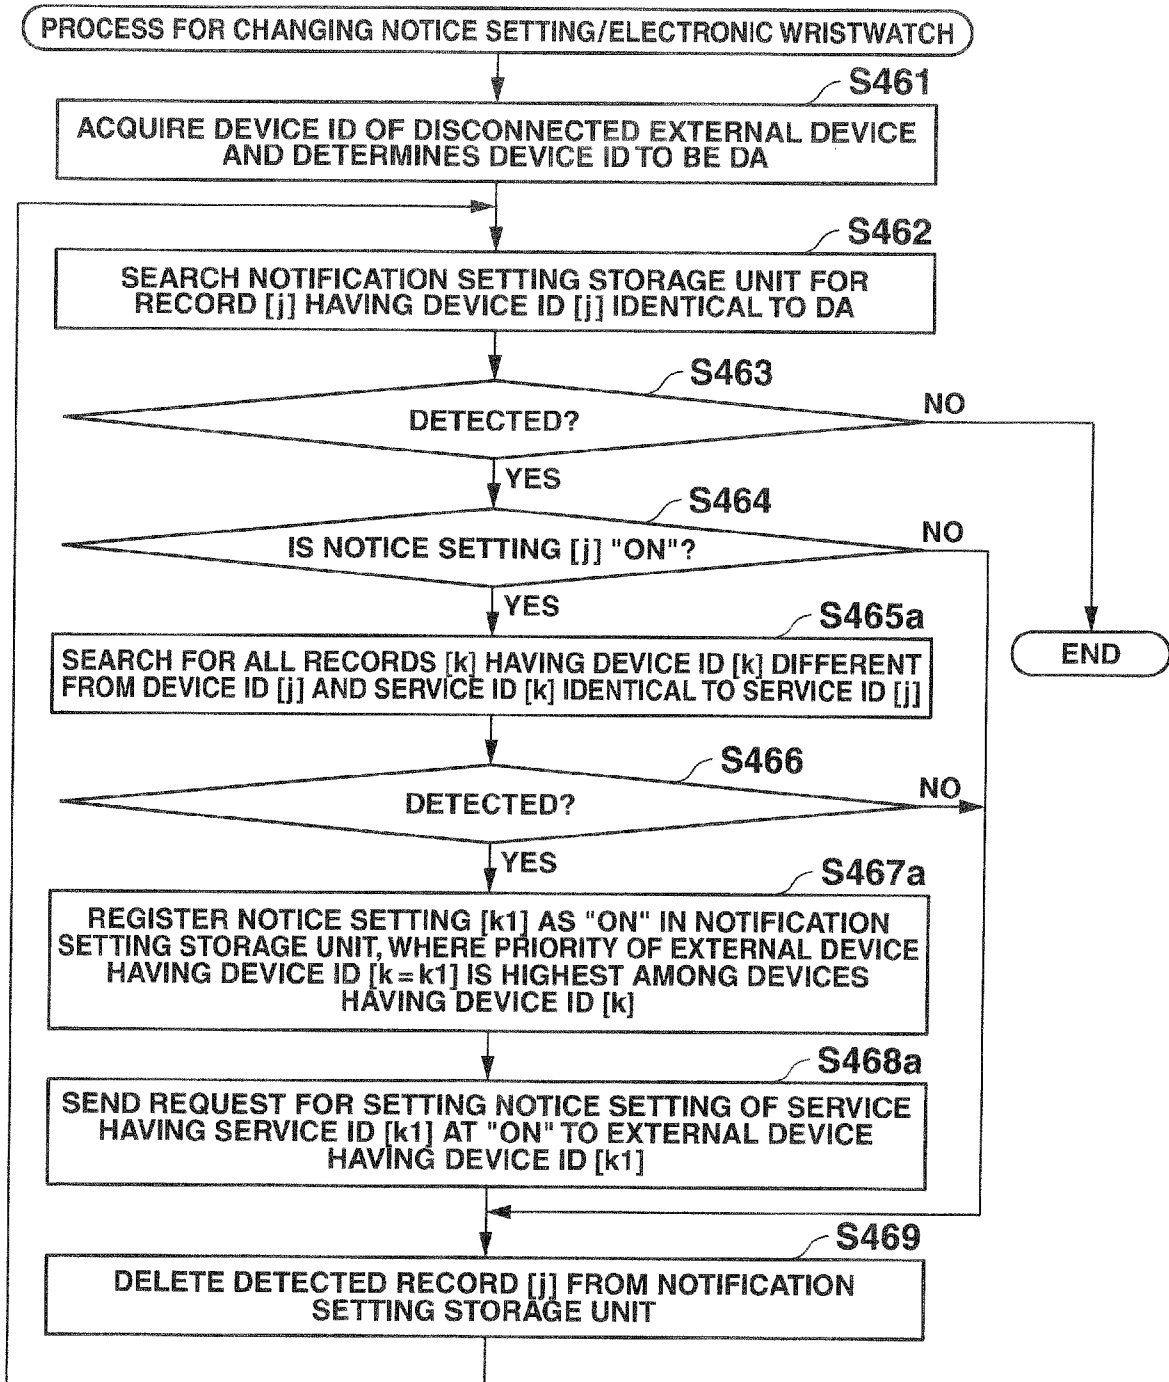 PROCESS FOR CHANGING NOTICE SETTING/ELECTRONIC WRISTWATCH
S461
ACQUIRE DEVICE ID OF DISCONNECTED EXTERNAL DEVICE
AND DETERMINES DEVICE ID TO BE DA
S462
SEARCH NOTIFICATION SETTING STORAGE UNIT FOR
RECORD [j] HAVING DEVICE ID [j] IDENTICAL TO DA
S463
DETECTED?
NO
YES
S464
IS NOTICE SETTING [j] "ON"?
NO
YES
S465a
SEARCH FOR ALL RECORDS [k] HAVING DEVICE ID [k] DIFFERENT
FROM DEVICE ID [j] AND SERVICE ID [k] IDENTICAL TO SERVICE ID [j]
END
S466
DETECTED?
NO
YES
S467a
REGISTER NOTICE SETTING [k1] AS "ON" IN NOTIFICATION
SETTING STORAGE UNIT, WHERE PRIORITY OF EXTERNAL DEVICE
HAVING DEVICE ID [k=k1] IS HIGHEST AMONG DEVICES
HAVING DEVICE ID [k]
S468a
SEND REQUEST FOR SETTING NOTICE SETTING OF SERVICE
HAVING SERVICE ID [k1] AT "ON" TO EXTERNAL DEVICE
HAVING DEVICE ID [k1]
S469
DELETE DETECTED RECORD [j] FROM NOTIFICATION
SETTING STORAGE UNIT